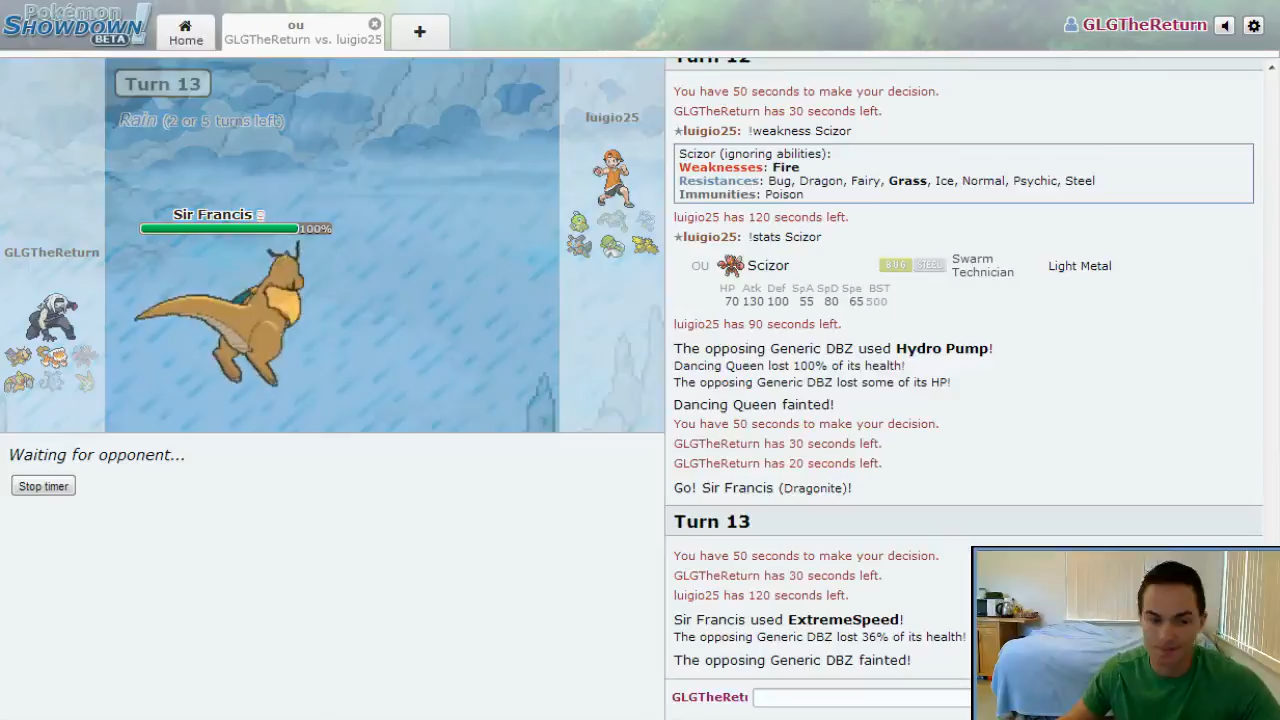 Pokémon
SHOWDOWN
BETA
Home
ou
GLGTheReturn vs. luigio25
+
GLGTheReturn
Turn 13
Rain (2 or 5 turns left)
luigio25
Sir Francis
100%
GLGTheReturn
Waiting for opponent...
Stop timer
Turn 12
You have 50 seconds to make your decision.
GLGTheReturn has 30 seconds left.
★luigio25: !weakness Scizor
Scizor (ignoring abilities):
Weaknesses: Fire
Resistances: Bug, Dragon, Fairy, Grass, Ice, Normal, Psychic, Steel
Immunities: Poison
luigio25 has 120 seconds left.
★luigio25: !stats Scizor
OU Scizor BUG STEEL Swarm Technician Light Metal
HP Atk Def SpA SpD Spe BST
70 130 100 55 80 65 500
luigio25 has 90 seconds left.
The opposing Generic DBZ used Hydro Pump!
Dancing Queen lost 100% of its health!
The opposing Generic DBZ lost some of its HP!
Dancing Queen fainted!
You have 50 seconds to make your decision.
GLGTheReturn has 30 seconds left.
GLGTheReturn has 20 seconds left.
Go! Sir Francis (Dragonite)!
Turn 13
You have 50 seconds to make your decision.
GLGTheReturn has 30 seconds left.
luigio25 has 120 seconds left.
Sir Francis used ExtremeSpeed!
The opposing Generic DBZ lost 36% of its health!
The opposing Generic DBZ fainted!
GLGTheRetu